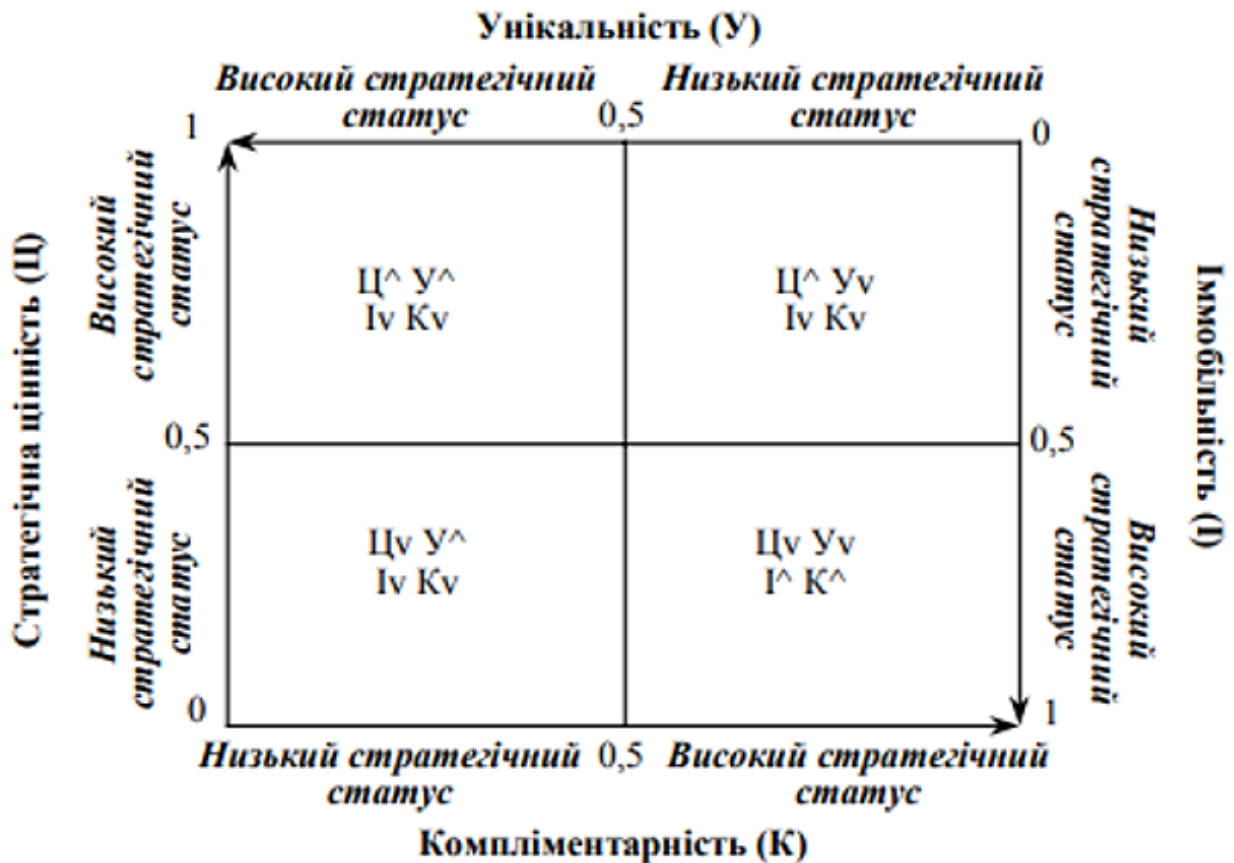 Унікальність (У)
Високий стратегічний
статус
Низький стратегічний
статус
1
0,5
0
Стратегічна цінність (Ц)
Високий
стратегічний
статус
Ц^ У^
Іv Кv
Ц^ Уv
Іv Кv
Низький
стратегічний
статус
Іммобільність (І)
0,5
0,5
Низький
стратегічний
статус
Цv У^
Іv Кv
Цv Уv
І^ К^
Високий
стратегічний
статус
0
1
Низький стратегічний
статус
0,5
Високий стратегічний
статус
Компліментарність (К)